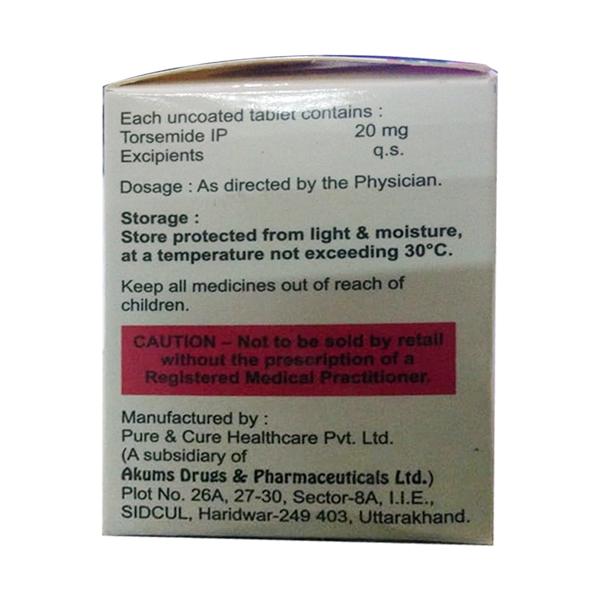 Each uncoated tablet contains :
Torsemide IP 20 mg
Excipients q.s.
Dosage : As directed by the Physician.
Storage :
Store protected from light & moisture,
at a temperature not exceeding 30°C.
Keep all medicines out of reach of
children.
CAUTION – Not to be sold by retail
without the prescription of a
Registered Medical Practitioner.
Manufactured by :
Pure & Cure Healthcare Pvt. Ltd.
(A subsidiary of
Akums Drugs & Pharmaceuticals Ltd.)
Plot No. 26A, 27-30, Sector-8A, I.I.E.,
SIDCUL, Haridwar-249 403, Uttarakhand.